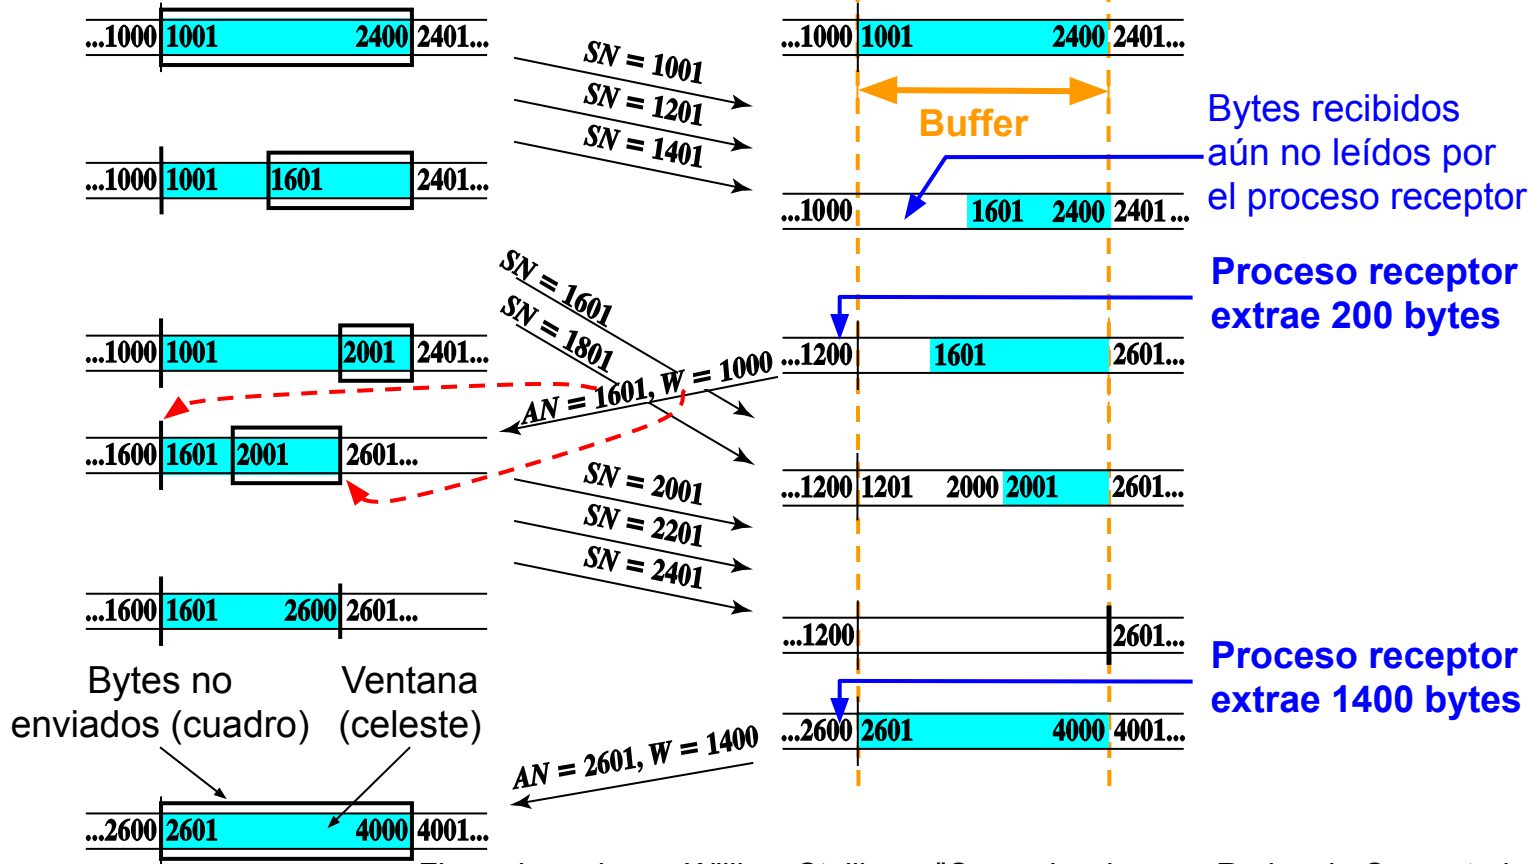 ...1000 1001 2400 2401...
...1000 1001 2400 2401...
SN = 1001
SN = 1201
SN = 1401
Buffer
Bytes recibidos
aún no leídos por
el proceso receptor
...1000 1001 1601 2401...
...1000 1601 2400 2401...
SN = 1601
SN = 1801
Proceso receptor
extrae 200 bytes
...1000 1001 2001 2401...
...1200 1601 2601...
AN = 1601, W = 1000
...1600 1601 2001 2601...
SN = 2001
SN = 2201
SN = 2401
...1200 1201 2000 2001 2601...
...1600 1601 2600 2601...
...1200 2601...
Proceso receptor
extrae 1400 bytes
Bytes no
enviados (cuadro)
Ventana
(celeste)
...2600 2601 4000 4001...
AN = 2601, W = 1400
...2600 2601 4000 4001...